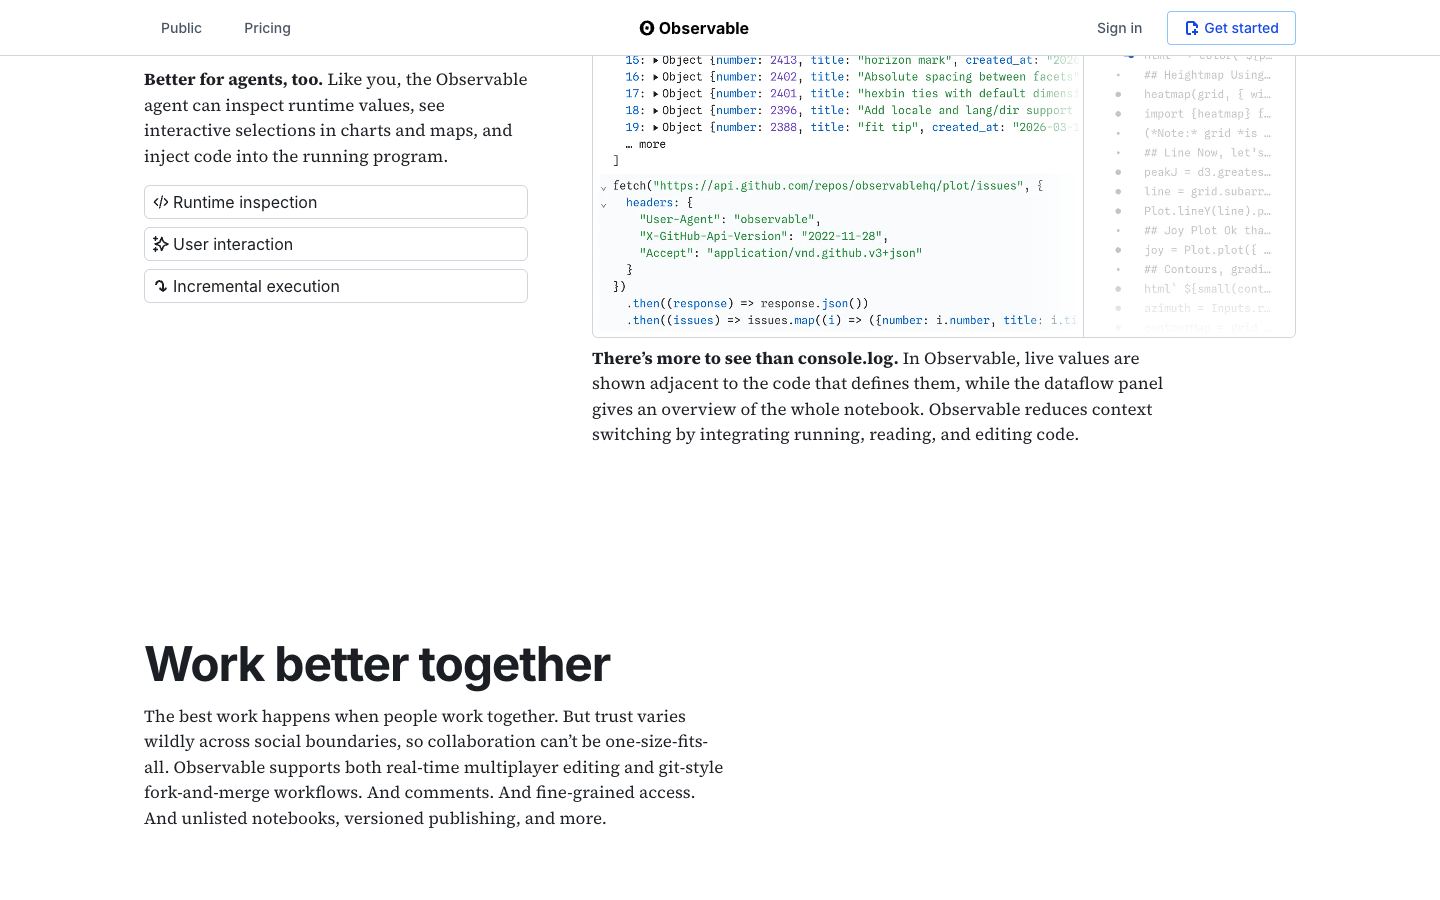 Public
Pricing
Observable
Sign in
Get started
Better for agents, too. Like you, the Observable
agent can inspect runtime values, see
interactive selections in charts and maps, and
inject code into the running program.
Runtime inspection
User interaction
Incremental execution
15: ▸Object {number: 2413, title: "horizon mark", created_at: "2026
16: ▸Object {number: 2402, title: "Absolute spacing between facets"
17: ▸Object {number: 2401, title: "hexbin ties with default dimensi
18: ▸Object {number: 2396, title: "Add locale and lang/dir support
19: ▸Object {number: 2388, title: "fit tip", created_at: "2026-03-1
… more
]
fetch("https://api.github.com/repos/observablehq/plot/issues", {
headers: {
"User-Agent": "observable",
"X-GitHub-Api-Version": "2022-11-28",
"Accept": "application/vnd.github.v3+json"
}
})
.then((response) => response.json())
.then((issues) => issues.map((i) => ({number: i.number, title: i.ti
## Heightmap Using…
heatmap(grid, { wi…
import {heatmap} f…
(*Note:* grid *is …
## Line Now, let's…
peakJ = d3.greates…
line = grid.subarr…
Plot.lineY(line).p…
## Joy Plot Ok tha…
joy = Plot.plot({ …
## Contours, gradi…
html` ${small(cont…
azimuth = Inputs.r…
There’s more to see than console.log. In Observable, live values are
shown adjacent to the code that defines them, while the dataflow panel
gives an overview of the whole notebook. Observable reduces context
switching by integrating running, reading, and editing code.
Work better together
The best work happens when people work together. But trust varies
wildly across social boundaries, so collaboration can’t be one-size-fits-
all. Observable supports both real-time multiplayer editing and git-style
fork-and-merge workflows. And comments. And fine-grained access.
And unlisted notebooks, versioned publishing, and more.